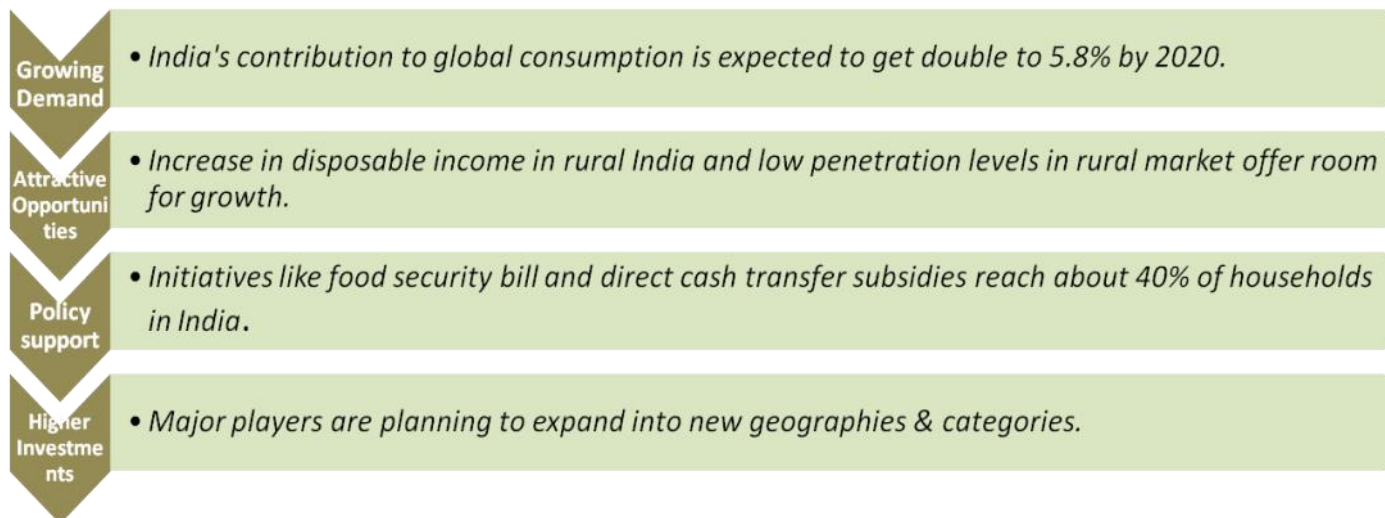 Growing
Demand
• India's contribution to global consumption is expected to get double to 5.8% by 2020.
Attractive
Opportuni
ties
• Increase in disposable income in rural India and low penetration levels in rural market offer room
for growth.
Policy
support
• Initiatives like food security bill and direct cash transfer subsidies reach about 40% of households
in India.
Higher
Investme
nts
• Major players are planning to expand into new geographies & categories.